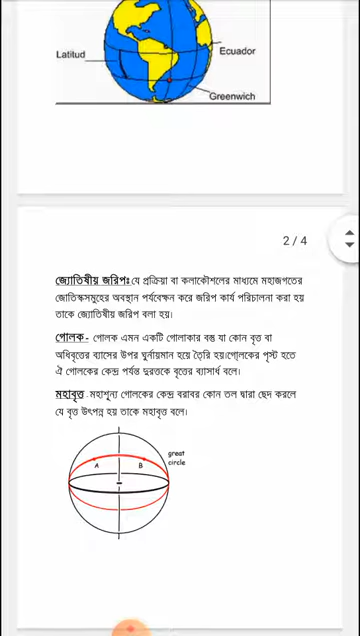 Latitud
Ecuador
Greenwich
2 / 4
জ্যোতিষীয় জরিপঃ যে প্রক্রিয়া বা কলাকৌশলের মাধ্যমে মহাজগতের
জোতিস্কসমুহের অবস্থান পর্যবেক্ষন করে জরিপ কার্য পরিচালনা করা হয়
তাকে জ্যোতিষীয় জরিপ বলা হয়।
গোলক - গোলক এমন একটি গোলাকার বস্তু যা কোন বৃত্ত বা
অধিবৃত্তের ব্যাসের উপর ঘুর্নায়মান হয়ে তৈরি হয়।গো্লকের পৃস্ট হতে
ঐ গোলকের কেন্দ্র পর্যন্ত দুরত্তকে বৃত্তের ব্যাসার্ধ বলে।
মহাবৃত্ত - মহাশূন্য গোলকের কেন্দ্র বরাবর কোন তল দ্বারা ছেদ করলে
যে বৃত্ত উৎপন্ন হয় তাকে মহাবৃত্ত বলে।
great
circle
A B